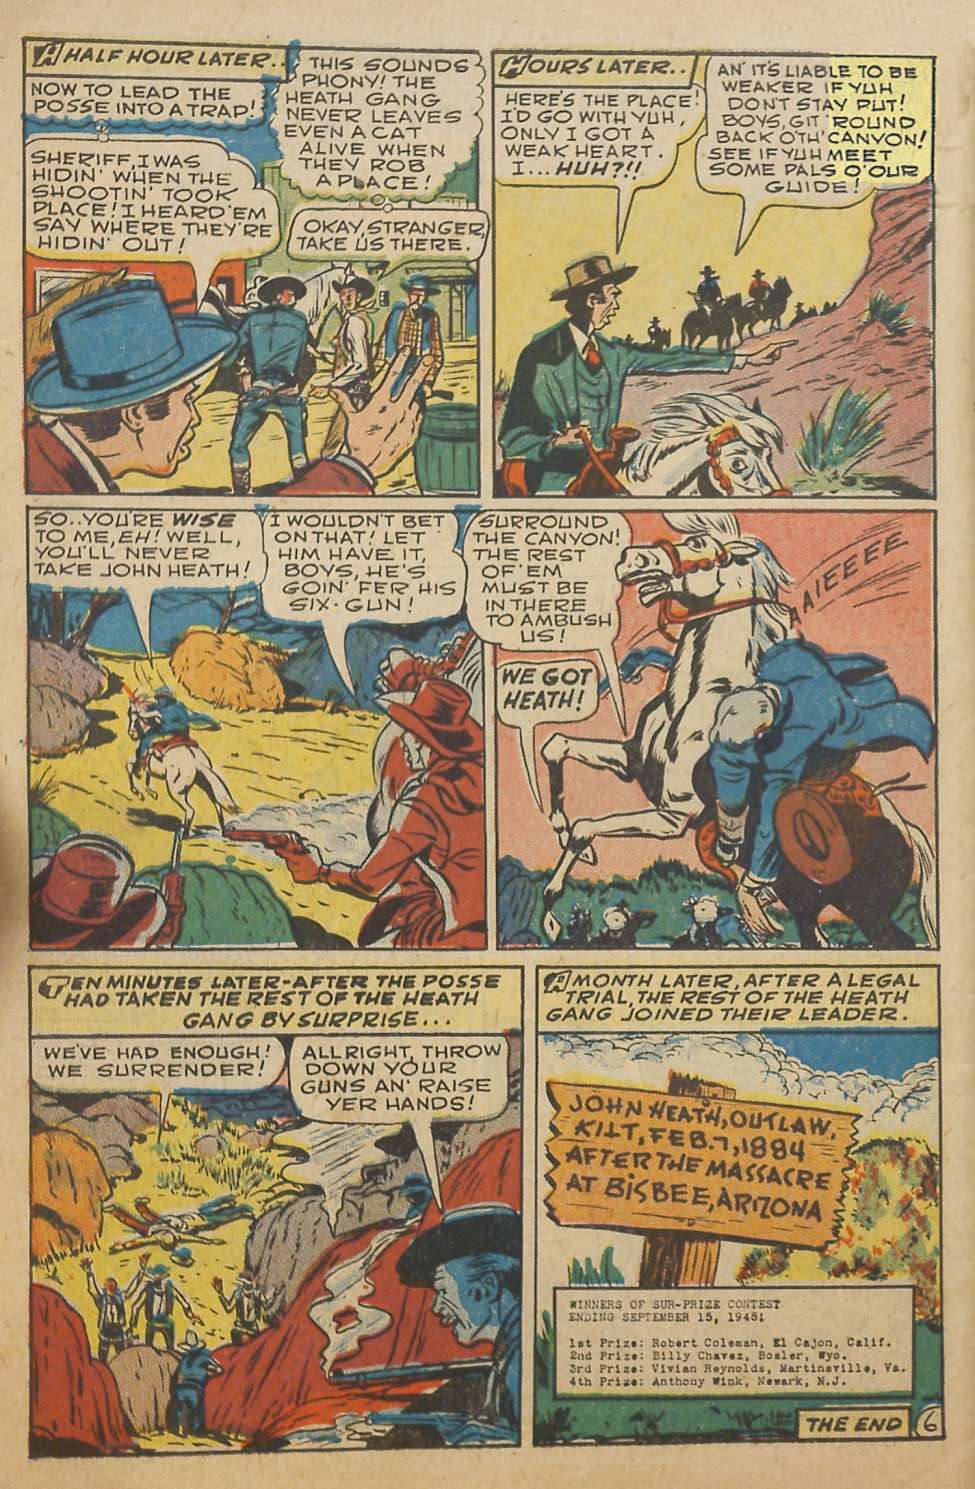 A HALF HOUR LATER..
NOW TO LEAD THE
POSSE INTO A TRAP!
THIS SOUNDS
PHONY! THE
HEATH GANG
NEVER LEAVES
EVEN A CAT
ALIVE WHEN
THEY ROB
A PLACE!
SHERIFF, I WAS
HIDIN' WHEN THE
SHOOTIN' TOOK
PLACE! I HEARD 'EM
SAY WHERE THEY'RE
HIDIN' OUT!
OKAY, STRANGER,
TAKE US THERE.
HOURS LATER..
HERE'S THE PLACE!
I'D GO WITH YUH,
ONLY I GOT A
WEAK HEART.
I...HUH?!!
AN' IT'S LIABLE TO BE
WEAKER IF YUH
DON'T STAY PUT!
BOYS, GIT 'ROUND
BACK O'TH' CANYON!
SEE IF YUH MEET
SOME PALS O' OUR
GUIDE!
SO..YOU'RE WISE
TO ME, EH! WELL,
YOU'LL NEVER
TAKE JOHN HEATH!
I WOULDN'T BET
ON THAT! LET
HIM HAVE IT,
BOYS, HE'S
GOIN' FER HIS
SIX-GUN!
SURROUND
THE CANYON!
THE REST
OF 'EM
MUST BE
IN THERE
TO AMBUSH
US!
WE GOT
HEATH!
AAIEEEE
TEN MINUTES LATER-AFTER THE POSSE
HAD TAKEN THE REST OF THE HEATH
GANG BY SURPRISE...
WE'VE HAD ENOUGH!
WE SURRENDER!
ALLRIGHT, THROW
DOWN YOUR
GUNS AN' RAISE
YER HANDS!
A MONTH LATER, AFTER A LEGAL
TRIAL, THE REST OF THE HEATH
GANG JOINED THEIR LEADER.
JOHN HEATH, OUTLAW,
KILT, FEB. 7, 1884
AFTER THE MASSACRE
AT BISBEE, ARIZONA
WINNERS OF SUR-PRIZE CONTEST
ENDING SEPTEMBER 15, 1948:
1st Prize: Robert Coleman, El Cajon, Calif.
2nd Prize: Billy Chavez, Bosler, Wyo.
3rd Prize: Vivian Reynolds, Martinsville, Va.
4th Prize: Anthony Wink, Newark, N.J.
THE END
6